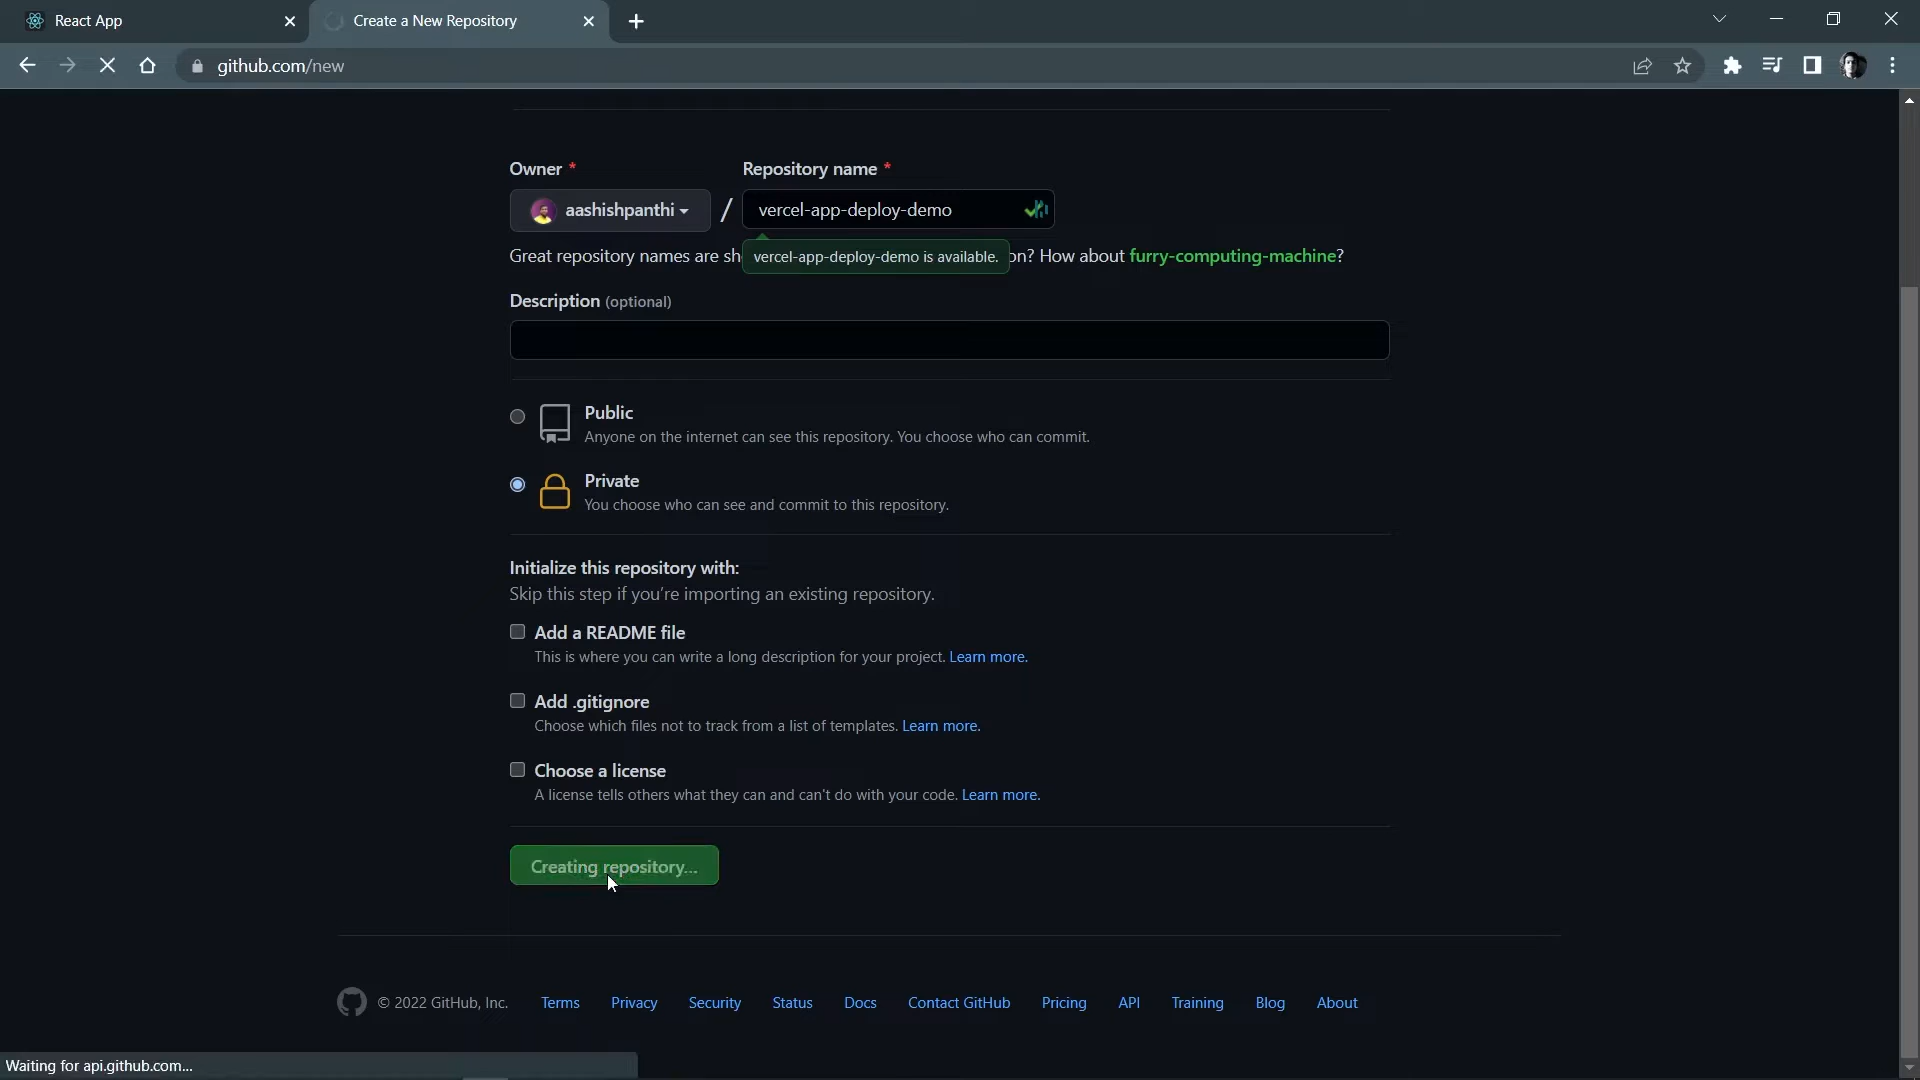 React App
Create a New Repository
github.com/new
Owner *
Repository name *
aashishpanthi
/
vercel-app-deploy-demo
Great repository names are sh
vercel-app-deploy-demo is available.
on? How about furry-computing-machine?
Description (optional)
Public
Anyone on the internet can see this repository. You choose who can commit.
Private
You choose who can see and commit to this repository.
Initialize this repository with:
Skip this step if you're importing an existing repository.
Add a README file
This is where you can write a long description for your project. Learn more.
Add .gitignore
Choose which files not to track from a list of templates. Learn more.
Choose a license
A license tells others what they can and can't do with your code. Learn more.
Creating repository...
© 2022 GitHub, Inc.
Terms
Privacy
Security
Status
Docs
Contact GitHub
Pricing
API
Training
Blog
About
Waiting for api.github.com...